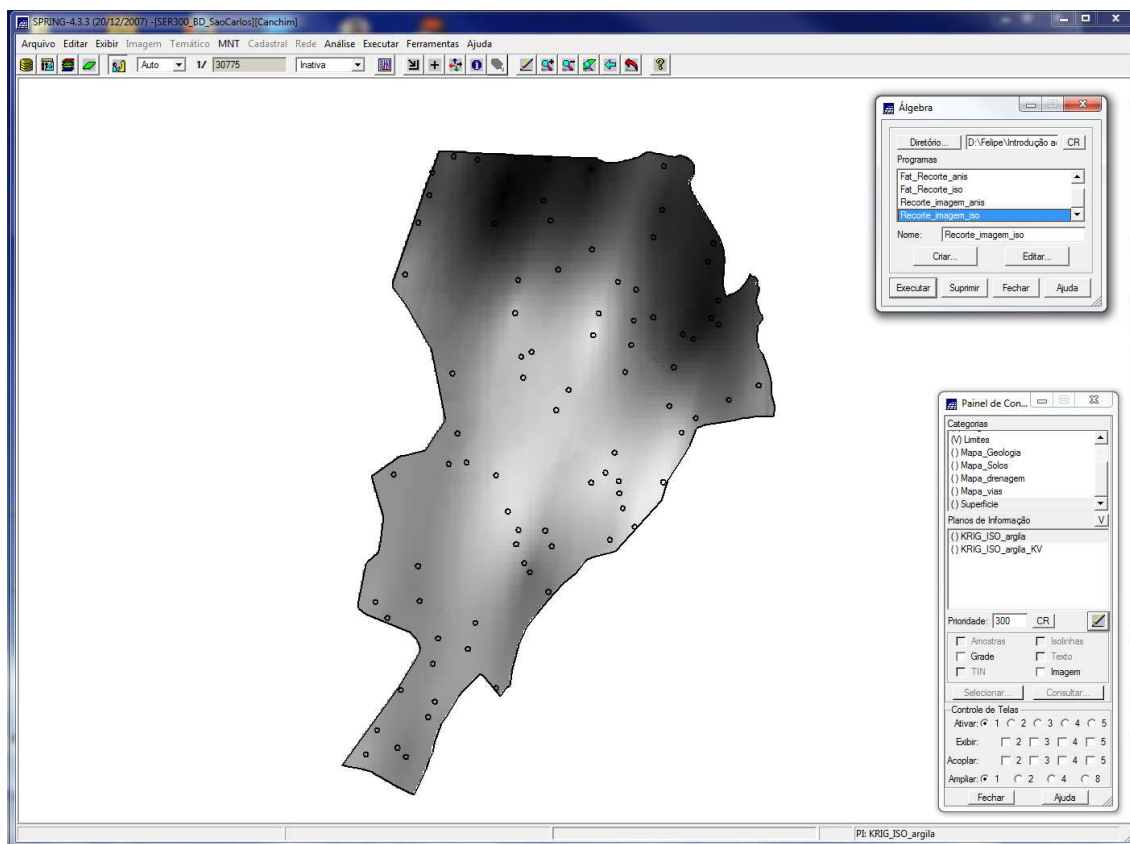 SPRING-4.3.3 (20/12/2007) -[SER300_BD_SaoCarlos][Canchim]
Arquivo Editar Exibir Imagem Temático MNT Cadastral Rede Análise Executar Ferramentas Ajuda
Auto 1/ 30775 Inativa
Álgebra
Diretório... D:\Felipe\Introdução a CR
Programas
Fat_Recorte_anis
Fat_Recorte_iso
Recorte_imagem_anis
Recorte_imagem_iso
Nome: Recorte_imagem_iso
Criar... Editar...
Executar Suprimir Fechar Ajuda
Painel de Con...
Categorias
(V) Limites
( ) Mapa_Geologia
( ) Mapa_Solos
( ) Mapa_drenagem
( ) Mapa_vias
( ) Superficie
Planos de Informação V
( ) KRIG_ISO_argila
( ) KRIG_ISO_argila_KV
Prioridade: 300 CR
Amostras Isolinhas
Grade Texto
TIN Imagem
Selecionar... Consultar...
Controle de Telas
Ativar: 1 2 3 4 5
Exibir: 2 3 4 5
Acoplar: 2 3 4 5
Ampliar: 1 2 4 8
Fechar Ajuda
PI: KRIG_ISO_argila